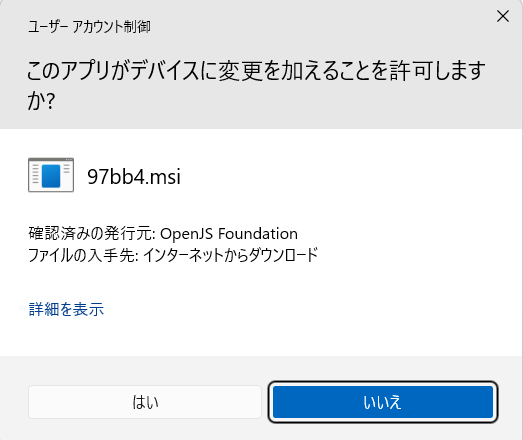 ユーザー アカウント制御
このアプリがデバイスに変更を加えることを許可します
か?
97bb4.msi
確認済みの発行元: OpenJS Foundation
ファイルの入手先: インターネットからダウンロード
詳細を表示
はい
いいえ